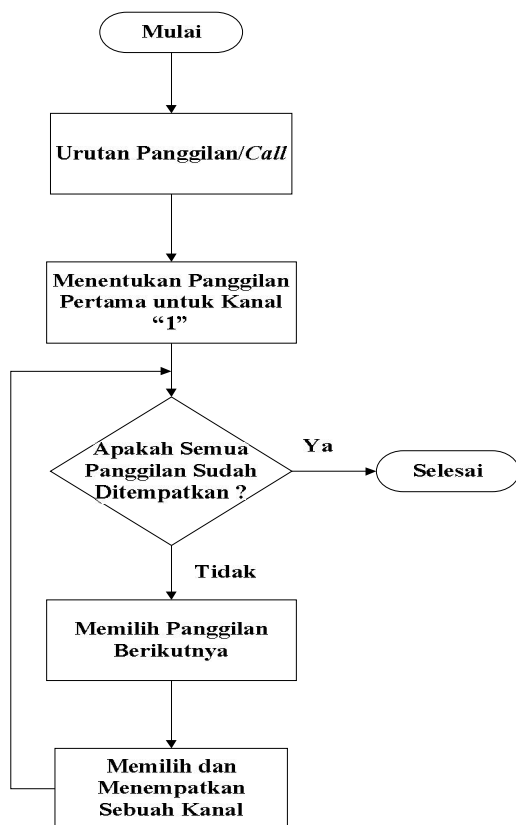 Mulai
Urutan Panggilan/Call
Menentukan Panggilan
Pertama untuk Kanal
“1”
Apakah Semua
Panggilan Sudah
Ditempatkan ?
Ya
Selesai
Tidak
Memilih Panggilan
Berikutnya
Memilih dan
Menempatkan
Sebuah Kanal